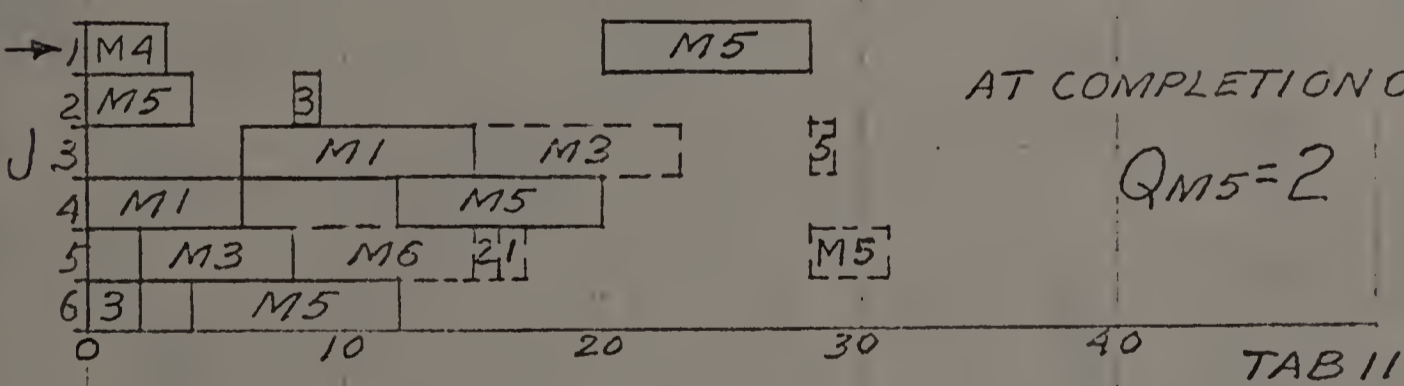 1 M4 M5
2 M5 3 AT COMPLETION O
J
3 M1 M3 5
QM5=2
4 M1 M5
5 M3 M6 2 1 M5
6 3 M5
0 10 20 30 40
TAB 11